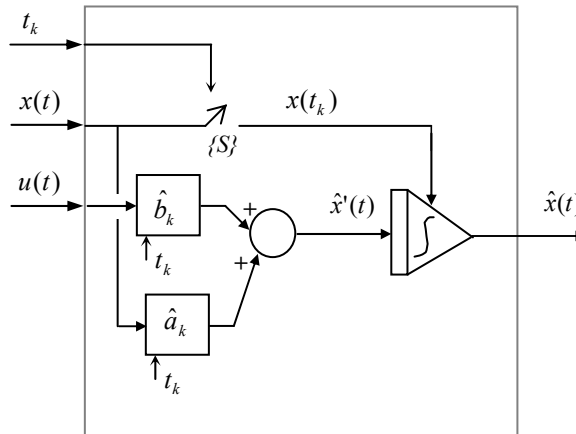 t_k
x(t)
x(t_k)
{S}
u(t)
b̂_k
+
x̂'(t)
∫
x̂(t)
t_k
+
â_k
t_k